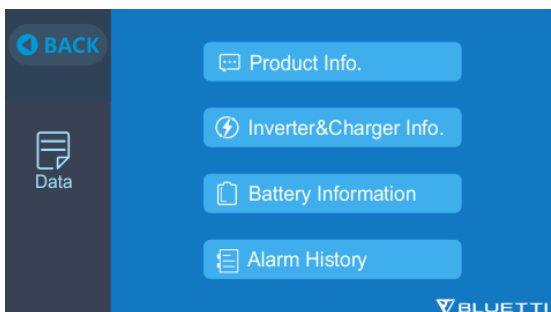 BACK
Data
Product Info.
Inverter&Charger Info.
Battery Information
Alarm History
BLUETTI